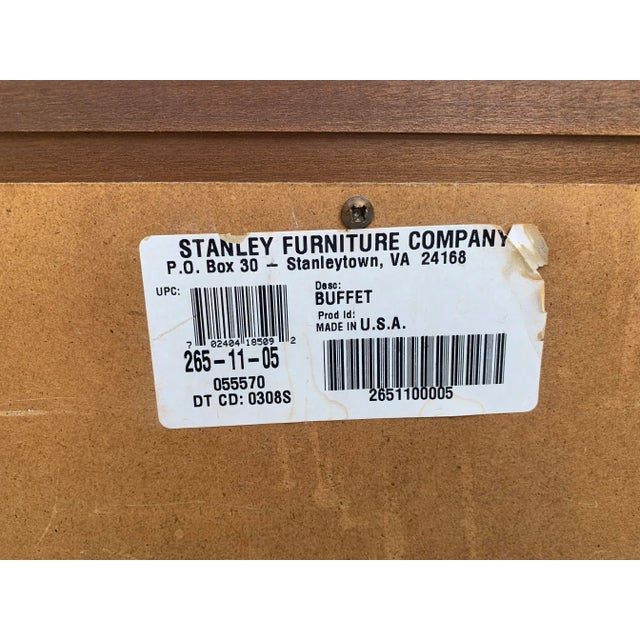 STANLEY FURNITURE COMPANY
P.O. Box 30 - Stanleytown, VA 24168
UPC:
7 02404 18509 2
265-11-05
055570
DT CD: 0308S
Desc:
BUFFET
Prod Id:
MADE IN U.S.A.
2651100005